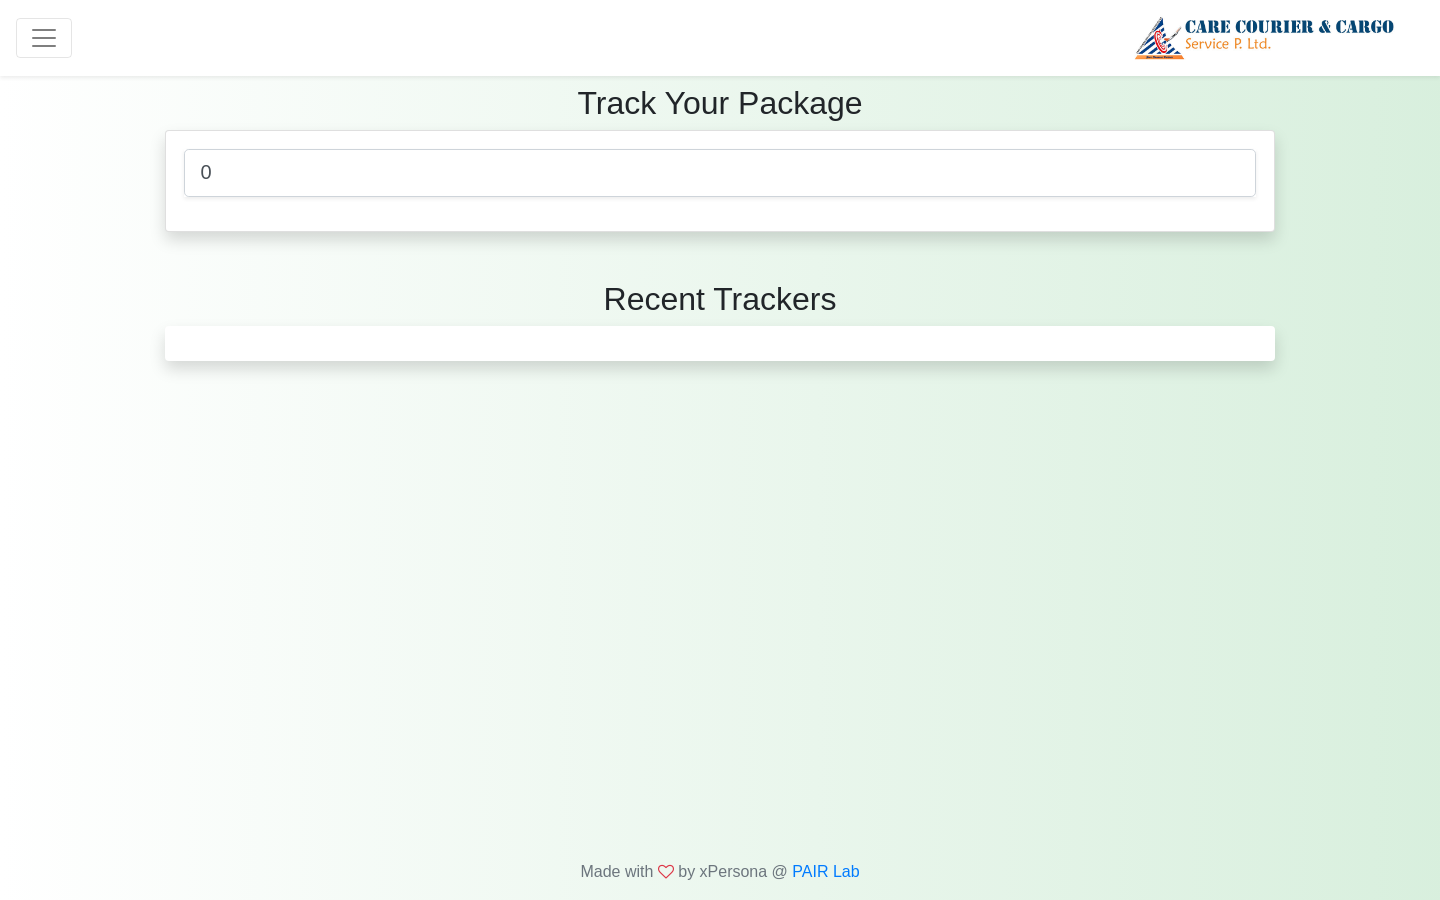 CARE COURIER & CARGO
Service P. Ltd.
Track Your Package
0
Recent Trackers
Made with by xPersona @ PAIR Lab